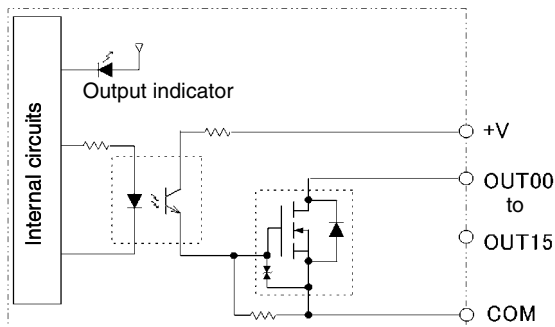 Output indicator
Internal circuits
+V
OUT00
to
OUT15
COM